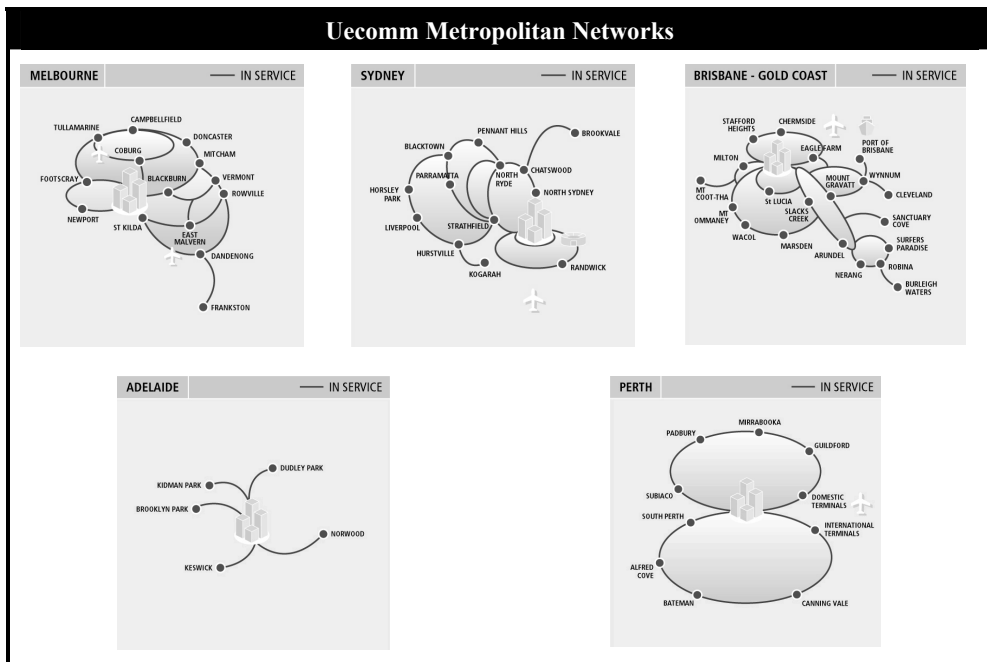 Uecomm Metropolitan Networks
MELBOURNE
IN SERVICE
CAMPBELLFIELD
TULLAMARINE
DONCASTER
COBURG
MITCHAM
FOOTSCRAY
BLACKBURN
VERMONT
ROWVILLE
NEWPORT
ST KILDA
EAST
MALVERN
DANDENONG
FRANKSTON
SYDNEY
IN SERVICE
PENNANT HILLS
BROOKVALE
BLACKTOWN
PARRAMATTA
NORTH
RYDE
CHATSWOOD
HORSLEY
PARK
NORTH SYDNEY
LIVERPOOL
STRATHFIELD
HURSTVILLE
KOGARAH
RANDWICK
BRISBANE - GOLD COAST
IN SERVICE
STAFFORD
HEIGHTS
CHERMSIDE
EAGLE FARM
PORT OF
BRISBANE
MILTON
MT
COOT-THA
MOUNT
GRAVATT
WYNNUM
CLEVELAND
St LUCIA
SLACKS
CREEK
MT
OMMANEY
WACOL
MARSDEN
SANCTUARY
COVE
ARUNDEL
SURFERS
PARADISE
NERANG
ROBINA
BURLEIGH
WATERS
ADELAIDE
IN SERVICE
DUDLEY PARK
KIDMAN PARK
BROOKLYN PARK
NORWOOD
KESWICK
PERTH
IN SERVICE
MIRRABOOKA
PADBURY
GUILDFORD
SUBIACO
DOMESTIC
TERMINALS
SOUTH PERTH
INTERNATIONAL
TERMINALS
ALFRED
COVE
BATEMAN
CANNING VALE